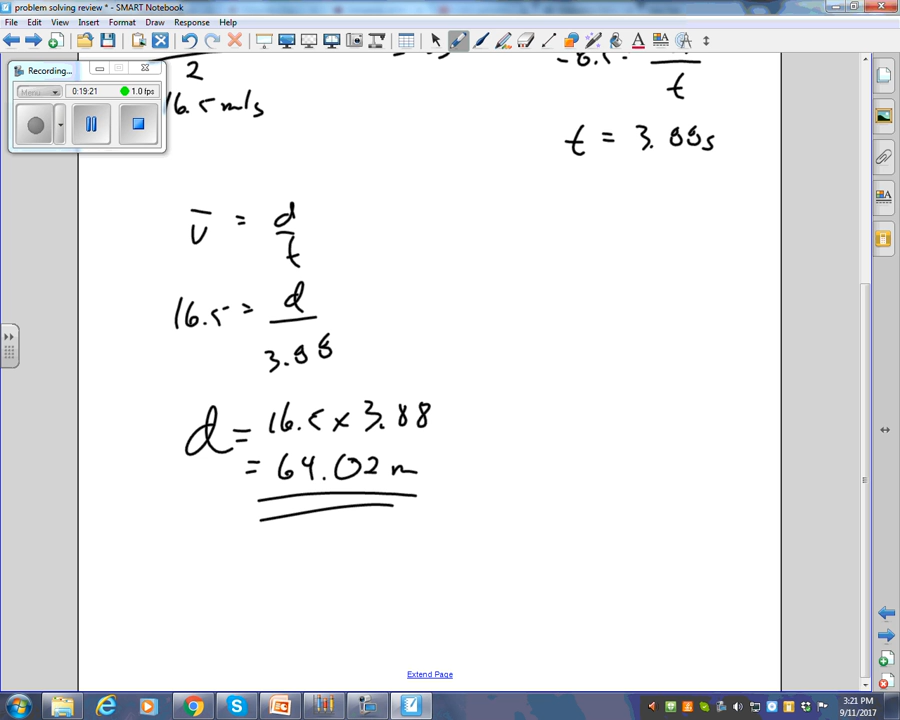 problem solving review * - SMART Notebook
File Edit View Insert Format Draw Response Help
Recording...
Menu
0:19:21 1.0 fps
2
16.5 m/s
t
t = 3.88s
v̅ = d
t
16.5 = d
3.88
d = 16.5 x 3.88
= 64.02 m
Extend Page
3:21 PM
9/11/2017